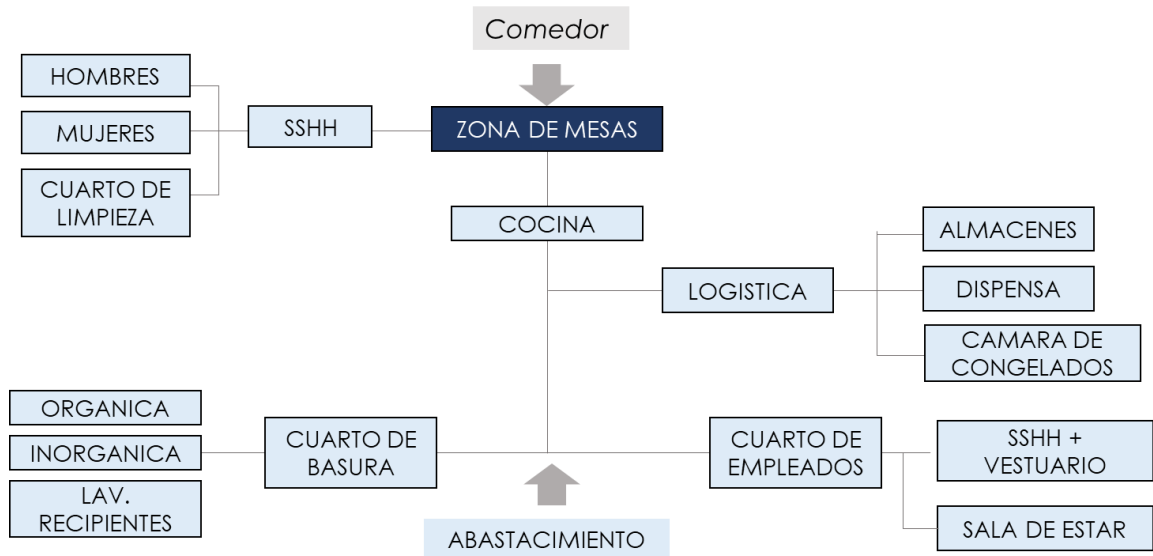 Comedor
HOMBRES
MUJERES
CUARTO DE
LIMPIEZA
SSHH
ZONA DE MESAS
COCINA
LOGISTICA
ALMACENES
DISPENSA
CAMARA DE
CONGELADOS
ORGANICA
INORGANICA
LAV.
RECIPIENTES
CUARTO DE
BASURA
CUARTO DE
EMPLEADOS
SSHH +
VESTUARIO
SALA DE ESTAR
ABASTACIMIENTO